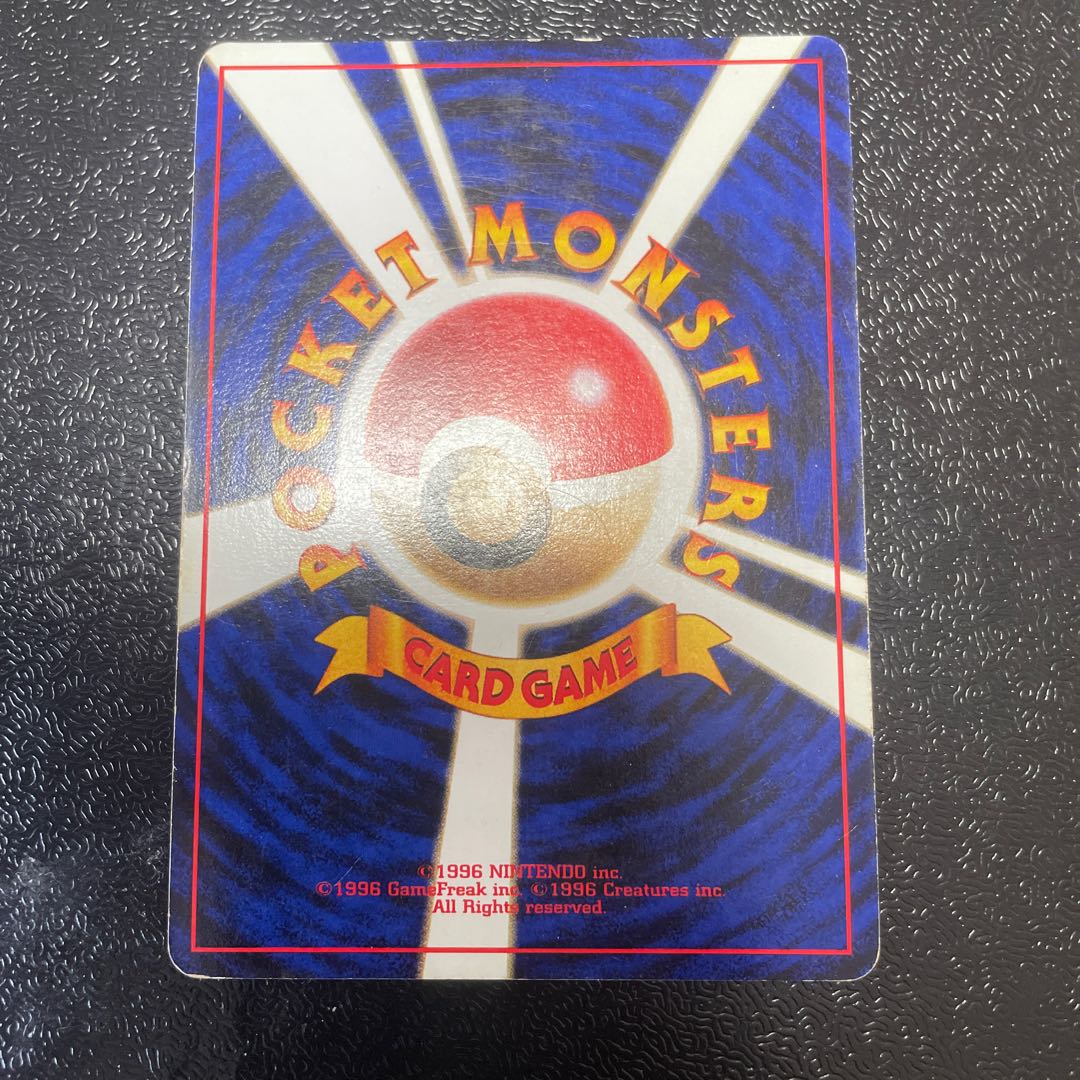 POCKET MONSTERS
CARD GAME
©1996 NINTENDO inc.
©1996 GameFreak inc. ©1996 Creatures inc.
All Rights reserved.